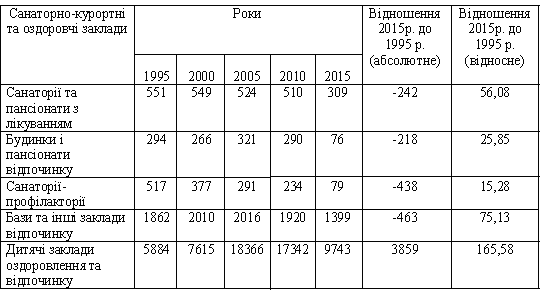 Санаторно-курортні та оздоровчі заклади	Роки	Відношення 2015р. до 1995 р. (абсолютне)	Відношення 2015р. до 1995 р. (відносне)
1995	2000	2005	2010	2015
Санаторії та пансіонати з лікуванням	551	549	524	510	309	-242	56,08
Будинки і пансіонати відпочинку	294	266	321	290	76	-218	25,85
Санаторії-профілакторії	517	377	291	234	79	-438	15,28
Бази та інші заклади відпочинку	1862	2010	2016	1920	1399	-463	75,13
Дитячі заклади оздоровлення та відпочинку	5884	7615	18366	17342	9743	3859	165,58